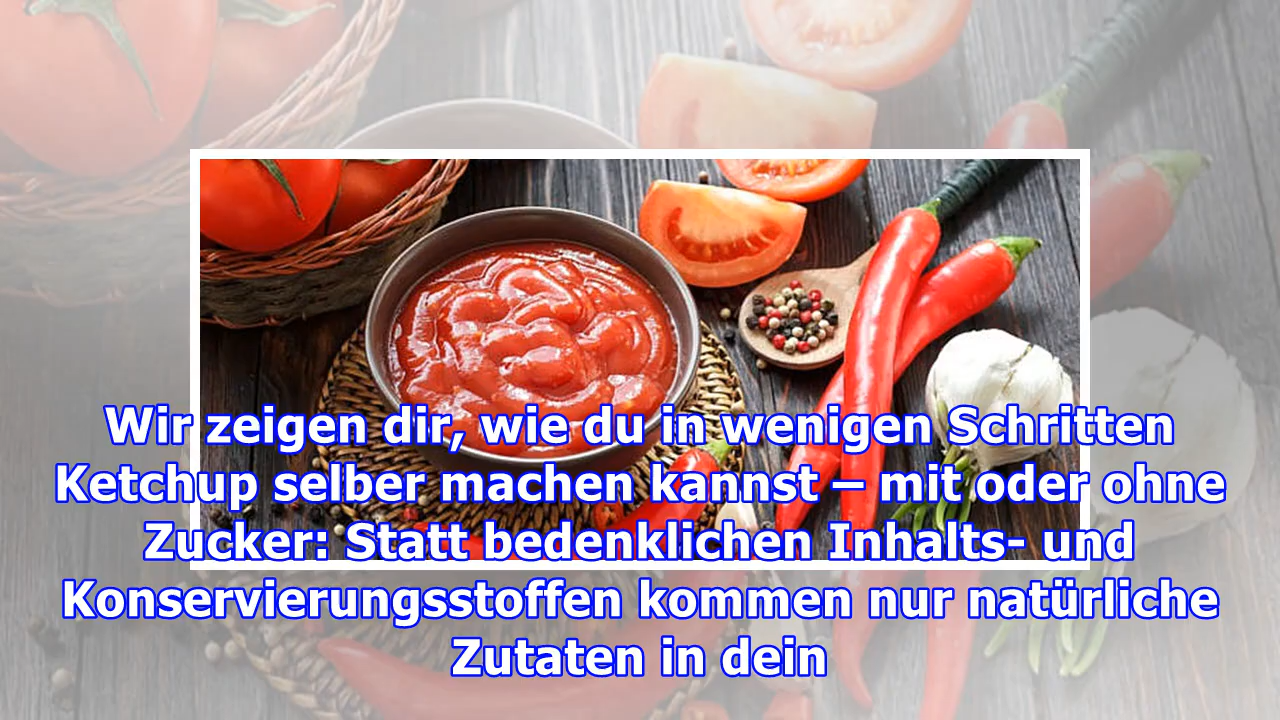 Wir zeigen dir, wie du in wenigen Schritten
Ketchup selber machen kannst – mit oder ohne
Zucker: Statt bedenklichen Inhalts- und
Konservierungsstoffen kommen nur natürliche
Zutaten in dein